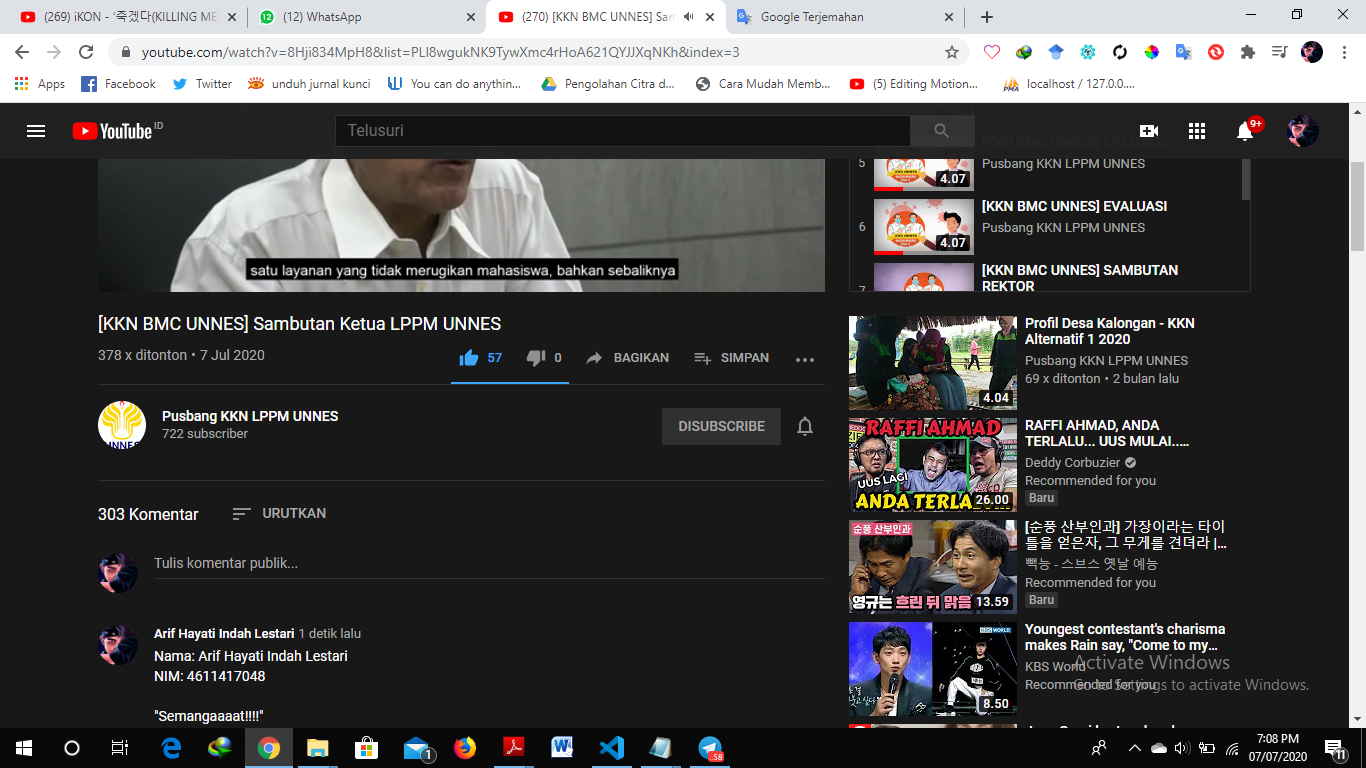 (269) iKON - '죽겠다(KILLING ME
(12) WhatsApp
(270) [KKN BMC UNNES] San
Google Terjemahan
youtube.com/watch?v=8Hji834MpH8&list=PLl8wgukNK9TywXmc4rHoA621QYJJXqNKh&index=3
Apps
Facebook
Twitter
unduh jurnal kunci
You can do anythin...
Pengolahan Citra d...
Cara Mudah Memb...
(5) Editing Motion...
PMA
localhost / 127.0.0....
YouTube ID
Telusuri
9+
satu layanan yang tidak merugikan mahasiswa, bahkan sebaliknya
[KKN BMC UNNES] Sambutan Ketua LPPM UNNES
378 x ditonton • 7 Jul 2020
57
0
BAGIKAN
SIMPAN
UNNES
Pusbang KKN LPPM UNNES
722 subscriber
DISUBSCRIBE
303 Komentar
URUTKAN
Tulis komentar publik...
Arif Hayati Indah Lestari 1 detik lalu
Nama: Arif Hayati Indah Lestari
NIM: 4611417048
"Semangaaaat!!!!"
5
4.07
Pusbang KKN LPPM UNNES
6
4.07
[KKN BMC UNNES] EVALUASI
Pusbang KKN LPPM UNNES
7
[KKN BMC UNNES] SAMBUTAN
REKTOR
4.04
Profil Desa Kalongan - KKN
Alternatif 1 2020
Pusbang KKN LPPM UNNES
69 x ditonton • 2 bulan lalu
RAFFI AHMAD
UUS LAGI
ANDA TERLA
26.00
RAFFI AHMAD, ANDA
TERLALU... UUS MULAI.....
Deddy Corbuzier
Recommended for you
Baru
순풍 산부인과
영규는 흐린 뒤 맑음
13.59
[순풍 산부인과] 가장이라는 타이
틀을 얻은자, 그 무게를 견뎌라 |...
빽능 - 스브스 옛날 예능
Recommended for you
Baru
KBS WORLD
8.50
Youngest contestant's charisma
makes Rain say, "Come to my...
KBS World
Recommended for you
Activate Windows
Go to Settings to activate Windows.
1
58
7:08 PM
07/07/2020
11